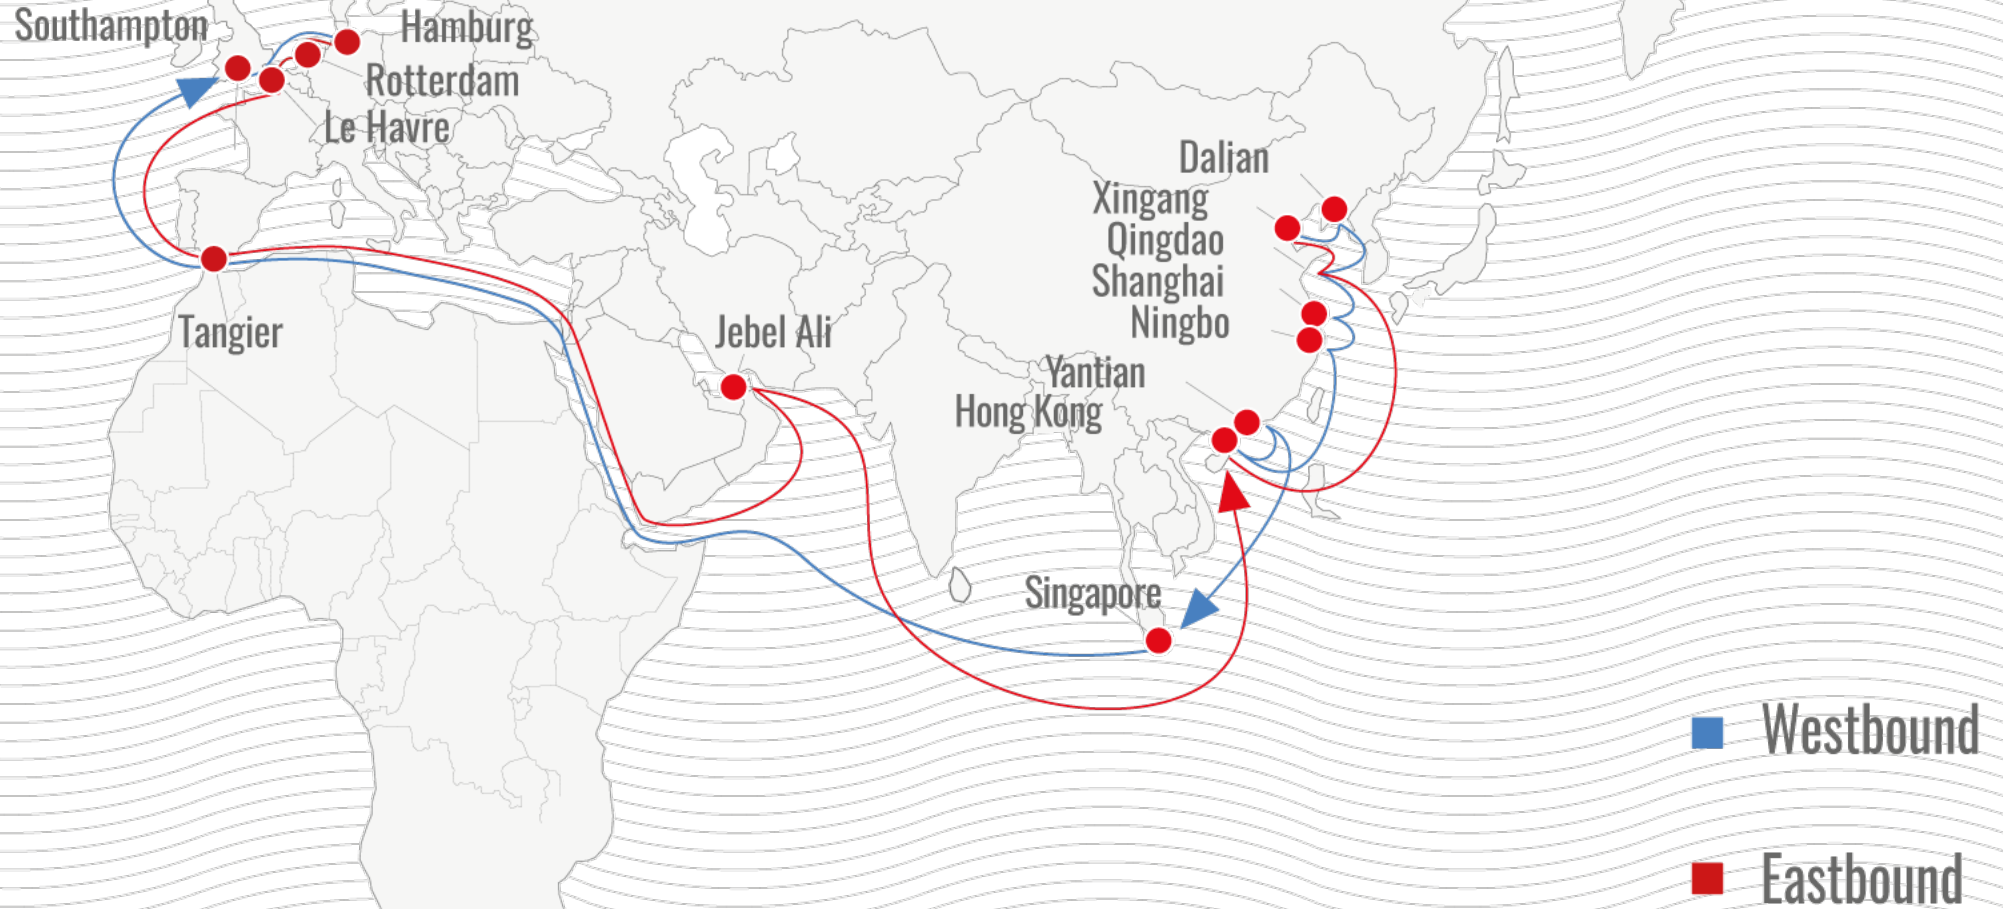 Southampton
Hamburg
Rotterdam
Le Havre
Tangier
Jebel Ali
Dalian
Xingang
Qingdao
Shanghai
Ningbo
Yantian
Hong Kong
Singapore
Westbound
Eastbound